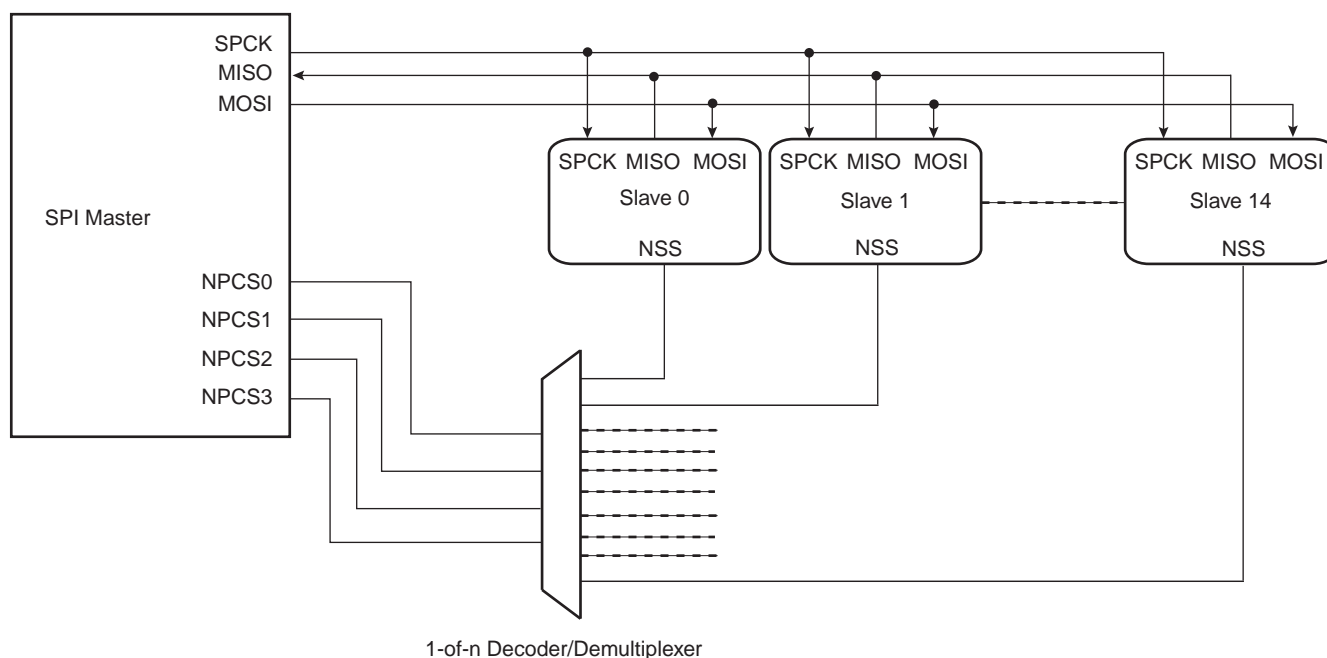 SPI Master
SPCK
MISO
MOSI
NPCS0
NPCS1
NPCS2
NPCS3
SPCK MISO MOSI
Slave 0
NSS
SPCK MISO MOSI
Slave 1
NSS
SPCK MISO MOSI
Slave 14
NSS
1-of-n Decoder/Demultiplexer